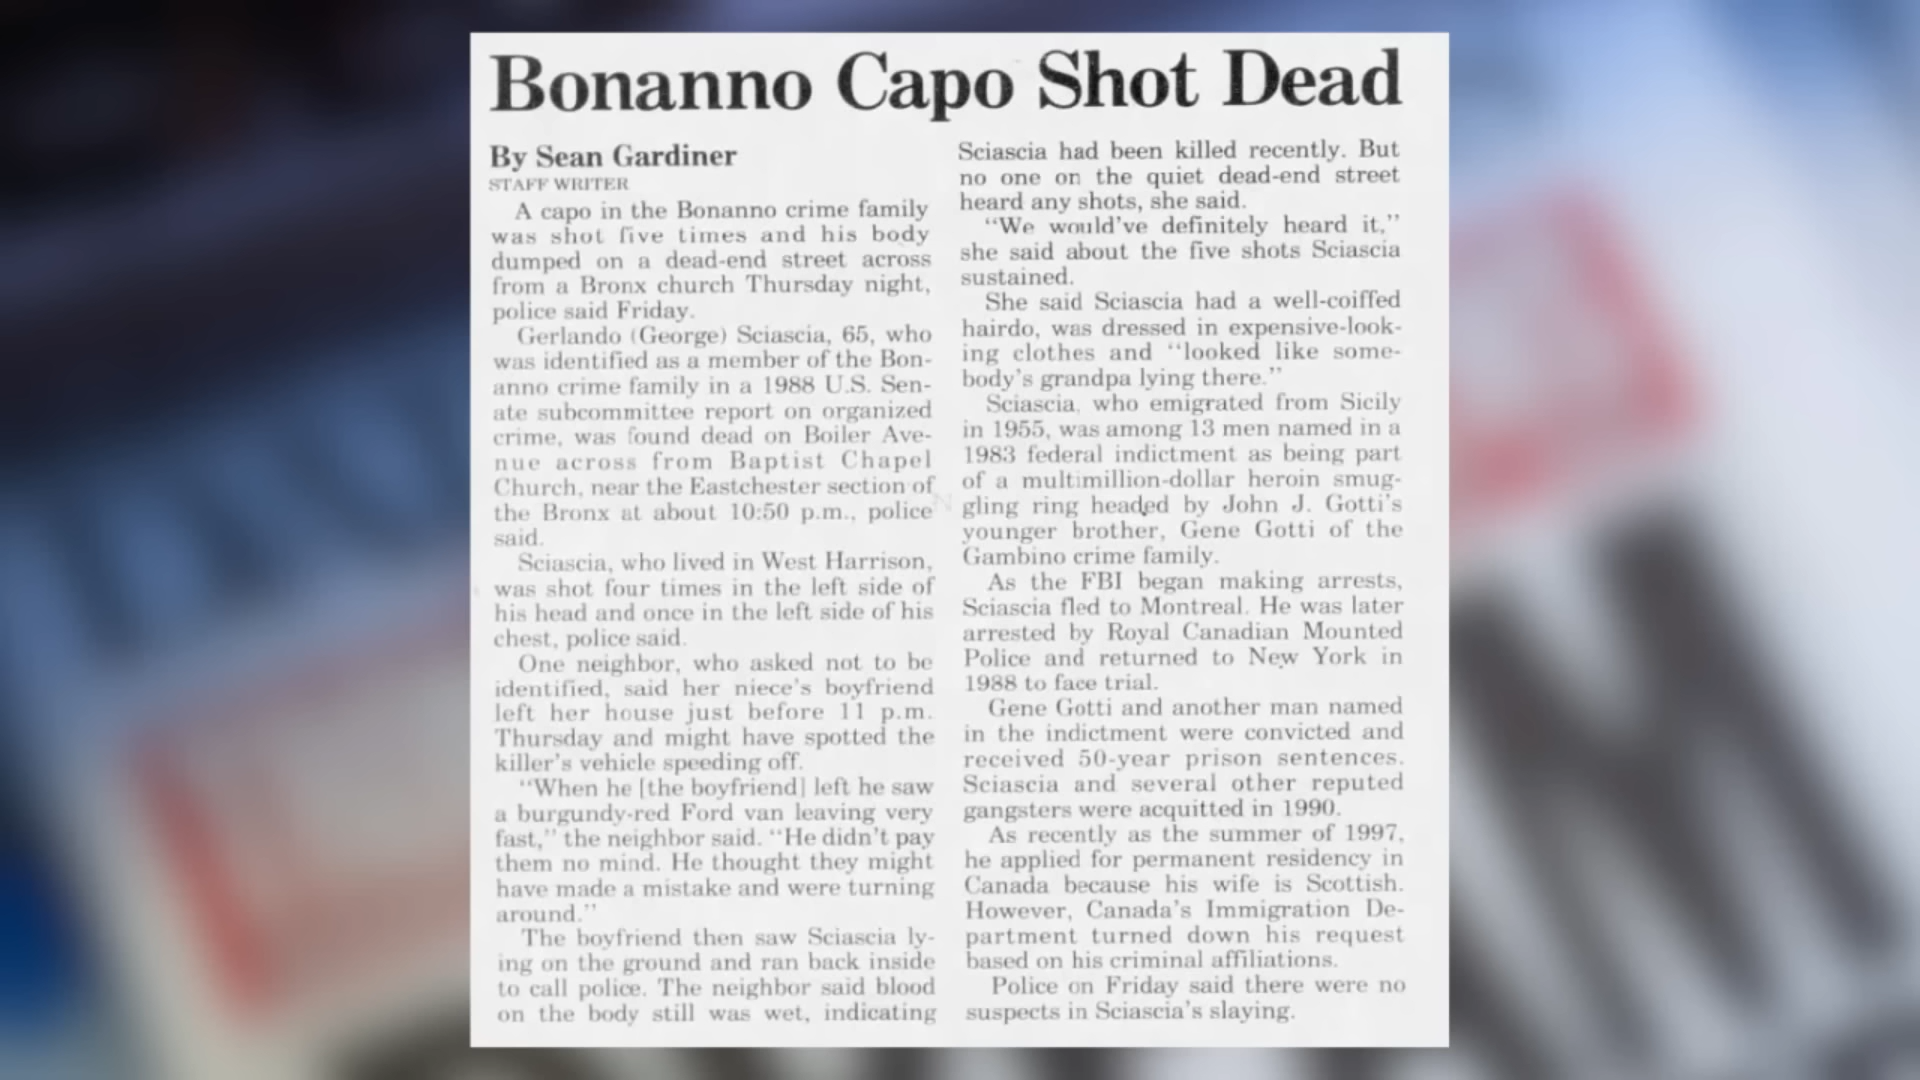 Bonanno Capo Shot Dead
By Sean Gardiner
STAFF WRITER
A capo in the Bonanno crime family
was shot five times and his body
dumped on a dead-end street across
from a Bronx church Thursday night,
police said Friday.
Gerlando (George) Sciascia, 65, who
was identified as a member of the Bon-
anno crime family in a 1988 U.S. Sen-
ate subcommittee report on organized
crime, was found dead on Boiler Ave-
nue across from Baptist Chapel
Church, near the Eastchester section of
the Bronx at about 10:50 p.m., police
said.
Sciascia, who lived in West Harrison,
was shot four times in the left side of
his head and once in the left side of his
chest, police said.
One neighbor, who asked not to be
identified, said her niece's boyfriend
left her house just before 11 p.m.
Thursday and might have spotted the
killer's vehicle speeding off.
"When he [the boyfriend] left he saw
a burgundy-red Ford van leaving very
fast," the neighbor said. "He didn't pay
them no mind. He thought they might
have made a mistake and were turning
around."
The boyfriend then saw Sciascia ly-
ing on the ground and ran back inside
to call police. The neighbor said blood
on the body still was wet, indicating
Sciascia had been killed recently. But
no one on the quiet dead-end street
heard any shots, she said.
"We would've definitely heard it,"
she said about the five shots Sciascia
sustained.
She said Sciascia had a well-coiffed
hairdo, was dressed in expensive-look-
ing clothes and "looked like some-
body's grandpa lying there."
Sciascia, who emigrated from Sicily
in 1955, was among 13 men named in a
1983 federal indictment as being part
of a multimillion-dollar heroin smug-
gling ring headed by John J. Gotti's
younger brother, Gene Gotti of the
Gambino crime family.
As the FBI began making arrests,
Sciascia fled to Montreal. He was later
arrested by Royal Canadian Mounted
Police and returned to New York in
1988 to face trial.
Gene Gotti and another man named
in the indictment were convicted and
received 50-year prison sentences.
Sciascia and several other reputed
gangsters were acquitted in 1990.
As recently as the summer of 1997,
he applied for permanent residency in
Canada because his wife is Scottish.
However, Canada's Immigration De-
partment turned down his request
based on his criminal affiliations.
Police on Friday said there were no
suspects in Sciascia's slaying.